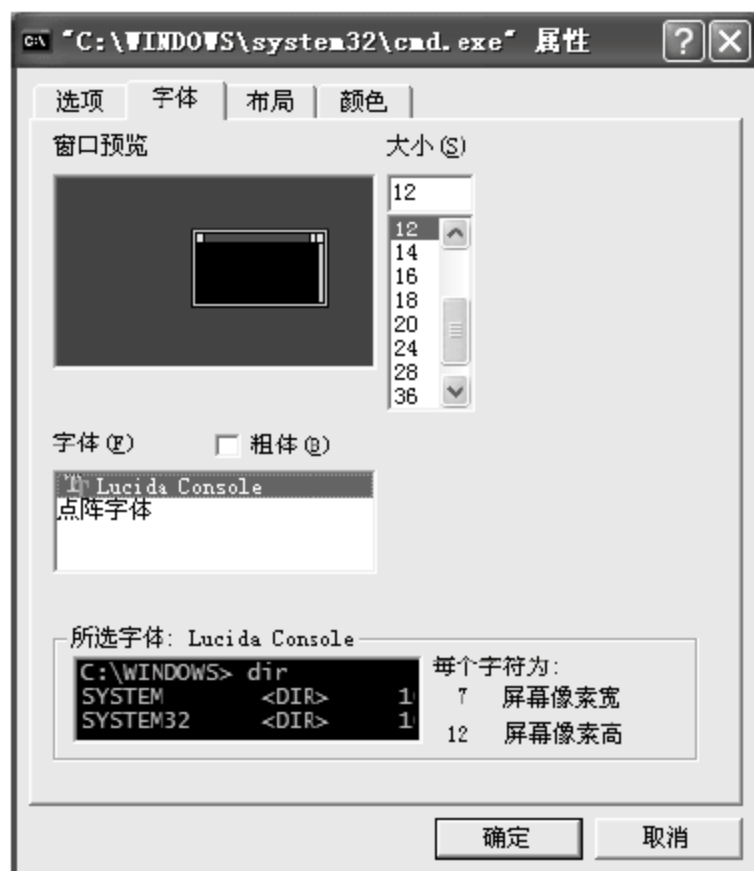 "C:\WINDOWS\system32\cmd.exe" 属性
选项 字体 布局 颜色
窗口预览 大小(S)
12
12
14
16
18
20
24
28
36
字体(F) 粗体(B)
Lucida Console
点阵字体
所选字体: Lucida Console
C:\WINDOWS> dir
SYSTEM <DIR> 1
SYSTEM32 <DIR> 1
每个字符为:
7 屏幕像素宽
12 屏幕像素高
确定 取消